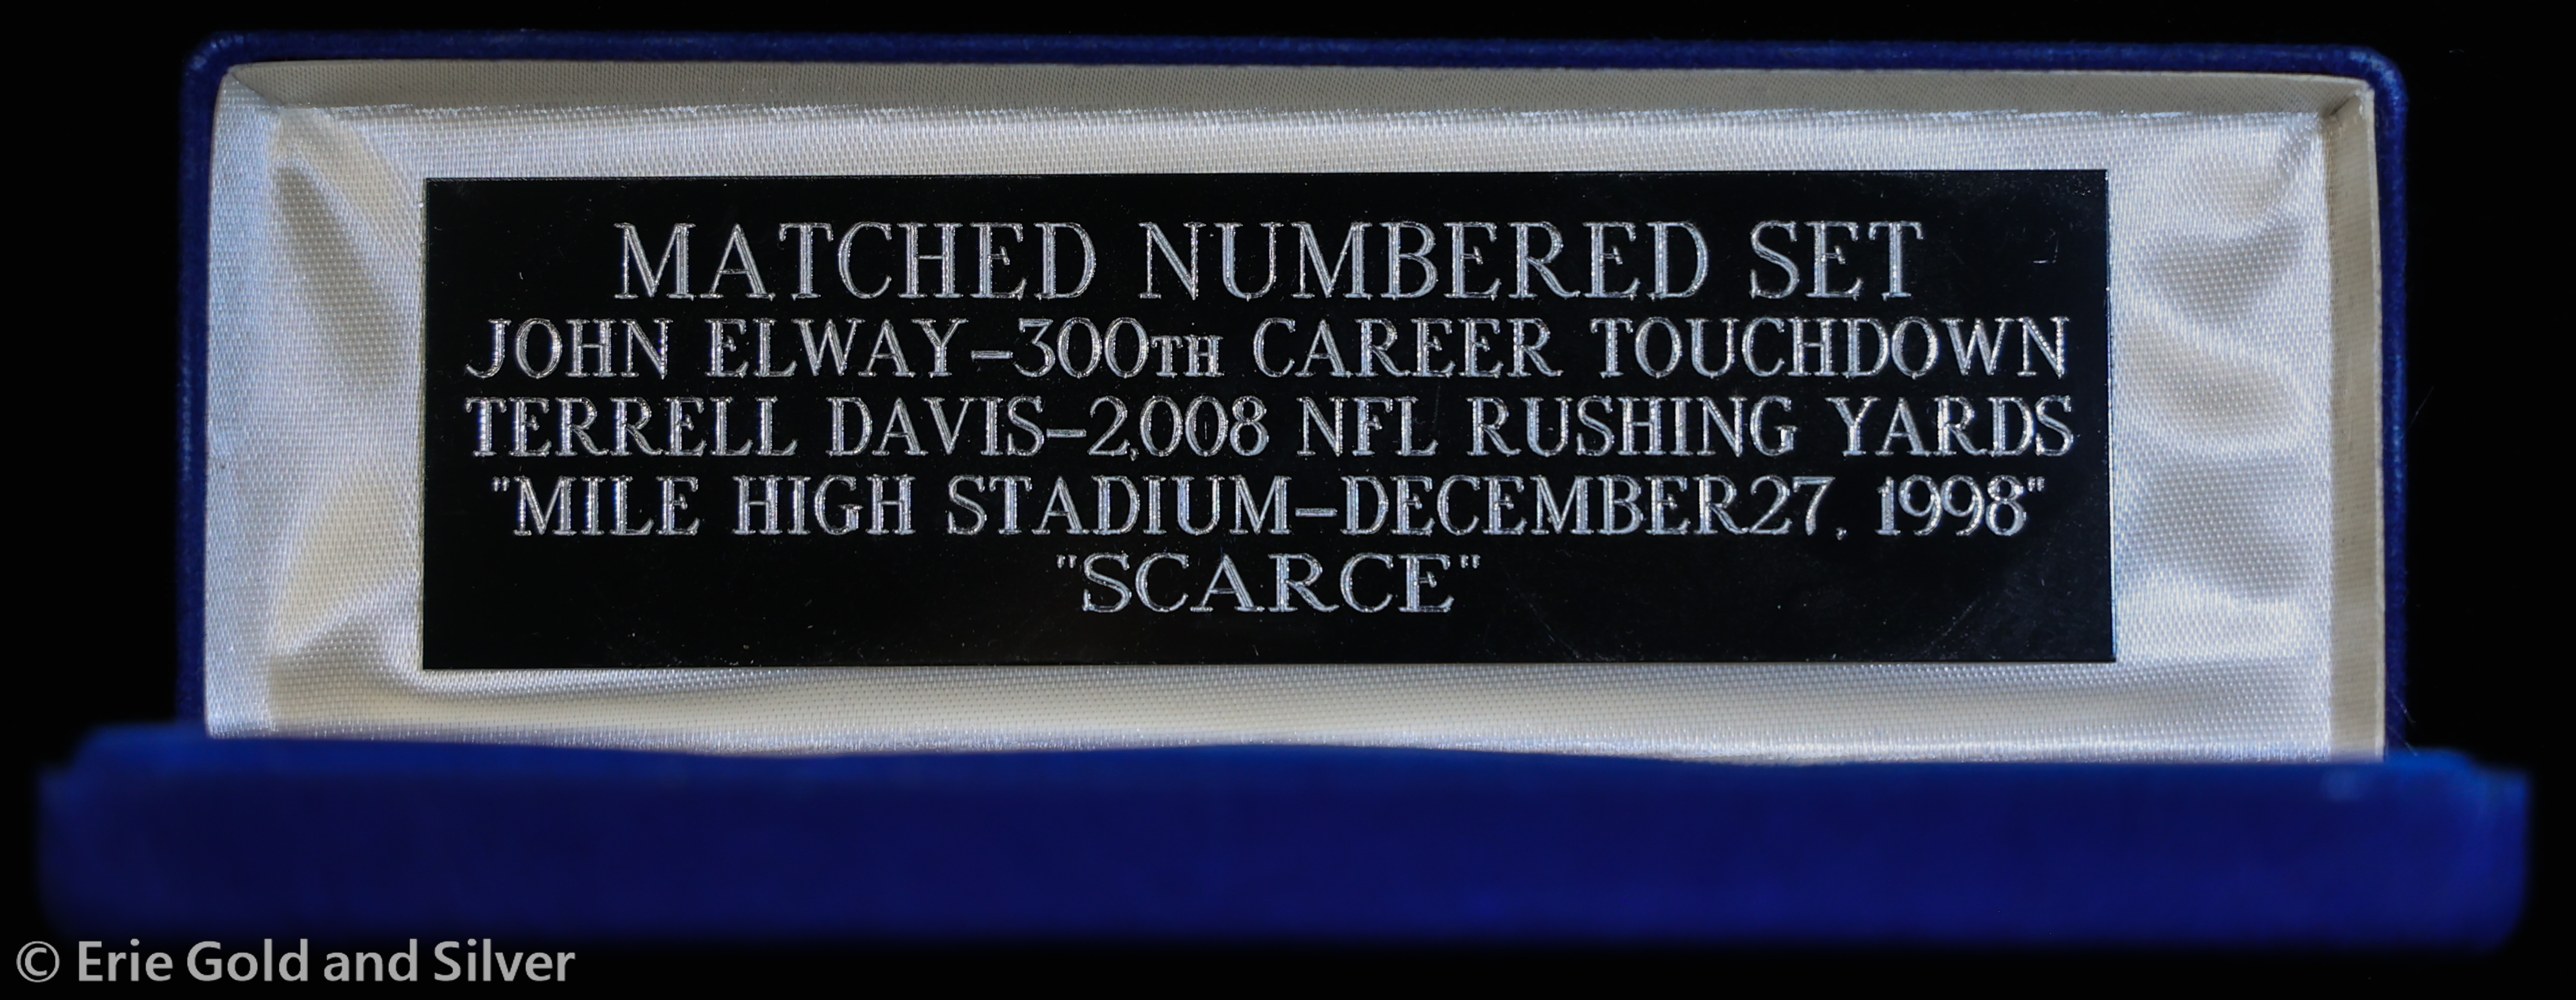 MATCHED NUMBERED SET
JOHN ELWAY-300TH CAREER TOUCHDOWN
TERRELL DAVIS-2,008 NFL RUSHING YARDS
"MILE HIGH STADIUM-DECEMBER27, 1998"
"SCARCE"
© Erie Gold and Silver